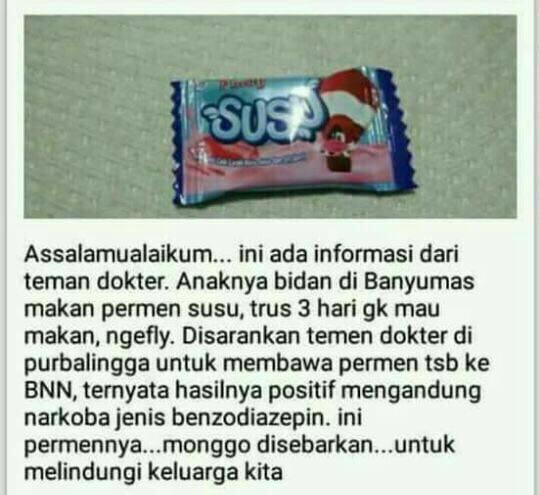 SUSU
Assalamualaikum... ini ada informasi dari
teman dokter. Anaknya bidan di Banyumas
makan permen susu, trus 3 hari gk mau
makan, ngefly. Disarankan temen dokter di
purbalingga untuk membawa permen tsb ke
BNN, ternyata hasilnya positif mengandung
narkoba jenis benzodiazepin. ini
permennya...monggo disebarkan...untuk
melindungi keluarga kita